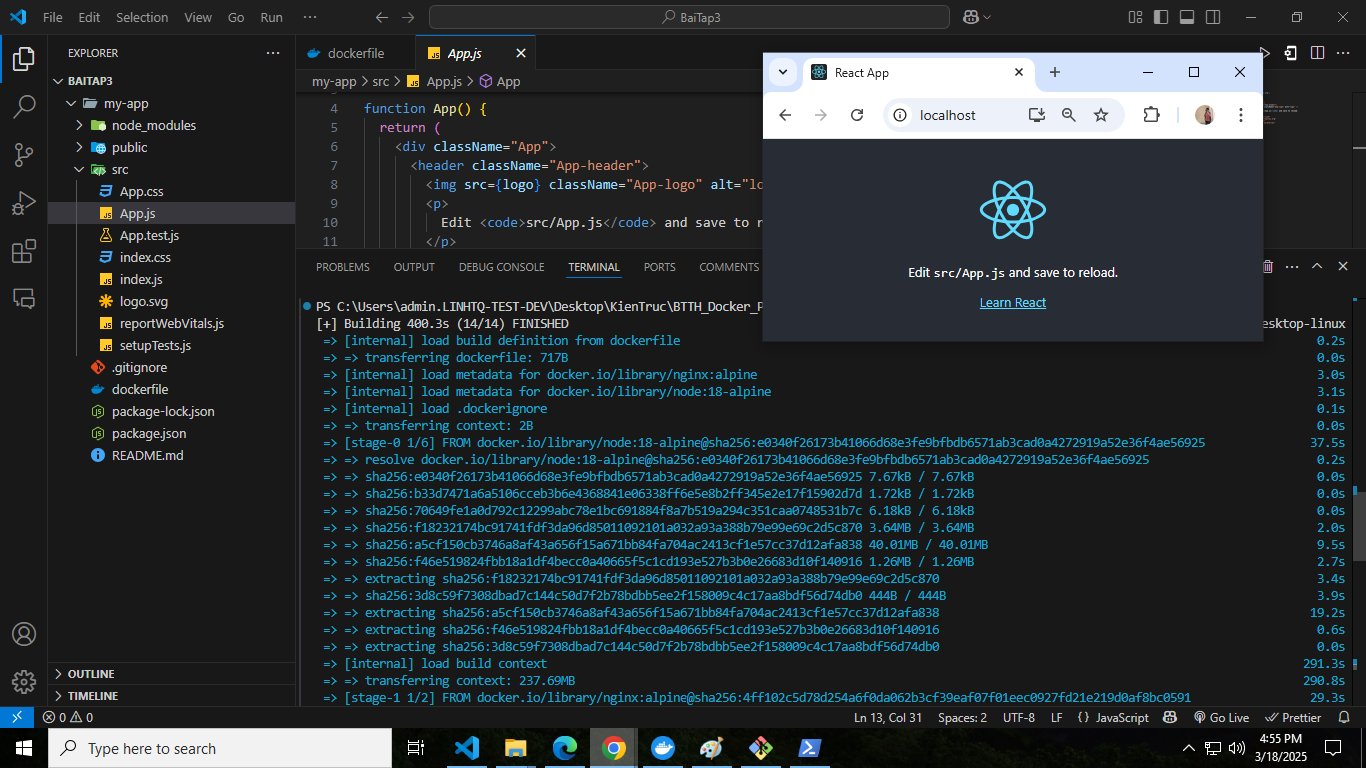 File Edit Selection View Go Run ···
BaiTap3
EXPLORER ···
BAITAP3
my-app
node_modules
public
src
App.css
App.js
App.test.js
index.css
index.js
logo.svg
reportWebVitals.js
setupTests.js
.gitignore
dockerfile
package-lock.json
package.json
README.md
OUTLINE
TIMELINE
dockerfile App.js
my-app > src > App.js > App
4 function App() {
5 return (
6 <div className="App">
7 <header className="App-header">
8 <img src={logo} className="App-logo" alt="lo
9 <p>
10 Edit <code>src/App.js</code> and save to r
11 </p>
React App
localhost
Edit src/App.js and save to reload.
Learn React
PROBLEMS OUTPUT DEBUG CONSOLE TERMINAL PORTS COMMENTS
PS C:\Users\admin.LINHTQ-TEST-DEV\Desktop\KienTruc\BTTH_Docker_P
[+] Building 400.3s (14/14) FINISHED esktop-linux
=> [internal] load build definition from dockerfile 0.2s
=> => transferring dockerfile: 717B 0.0s
=> [internal] load metadata for docker.io/library/nginx:alpine 3.0s
=> [internal] load metadata for docker.io/library/node:18-alpine 3.1s
=> [internal] load .dockerignore 0.1s
=> => transferring context: 2B 0.0s
=> [stage-0 1/6] FROM docker.io/library/node:18-alpine@sha256:e0340f26173b41066d68e3fe9bfbdb6571ab3cad0a4272919a52e36f4ae56925 37.5s
=> => resolve docker.io/library/node:18-alpine@sha256:e0340f26173b41066d68e3fe9bfbdb6571ab3cad0a4272919a52e36f4ae56925 0.2s
=> => sha256:e0340f26173b41066d68e3fe9bfbdb6571ab3cad0a4272919a52e36f4ae56925 7.67kB / 7.67kB 0.0s
=> => sha256:b33d7471a6a5106cceb3b6e4368841e06338ff6e5e8b2ff345e2e17f15902d7d 1.72kB / 1.72kB 0.0s
=> => sha256:70649fe1a0d792c12299abc78e1bc691884f8a7b519a294c351caa0748531b7c 6.18kB / 6.18kB 0.0s
=> => sha256:f18232174bc91741fdf3da96d85011092101a032a93a388b79e99e69c2d5c870 3.64MB / 3.64MB 2.0s
=> => sha256:a5cf150cb3746a8af43a656f15a671bb84fa704ac2413cf1e57cc37d12afa838 40.01MB / 40.01MB 9.5s
=> => sha256:f46e519824fbb18a1df4becc0a40665f5c1cd193e527b3b0e26683d10f140916 1.26MB / 1.26MB 2.7s
=> => extracting sha256:f18232174bc91741fdf3da96d85011092101a032a93a388b79e99e69c2d5c870 3.4s
=> => sha256:3d8c59f7308dbad7c144c50d7f2b78bdbb5ee2f158009c4c17aa8bdf56d74db0 444B / 444B 3.9s
=> => extracting sha256:a5cf150cb3746a8af43a656f15a671bb84fa704ac2413cf1e57cc37d12afa838 19.2s
=> => extracting sha256:f46e519824fbb18a1df4becc0a40665f5c1cd193e527b3b0e26683d10f140916 0.6s
=> => extracting sha256:3d8c59f7308dbad7c144c50d7f2b78bdbb5ee2f158009c4c17aa8bdf56d74db0 0.0s
=> [internal] load build context 291.3s
=> => transferring context: 237.69MB 290.8s
=> [stage-1 1/2] FROM docker.io/library/nginx:alpine@sha256:4ff102c5d78d254a6f0da062b3cf39eaf07f01eec0927fd21e219d0af8bc0591 29.3s
0 0 Ln 13, Col 31 Spaces: 2 UTF-8 LF {} JavaScript Go Live Prettier
Type here to search
4:55 PM
3/18/2025